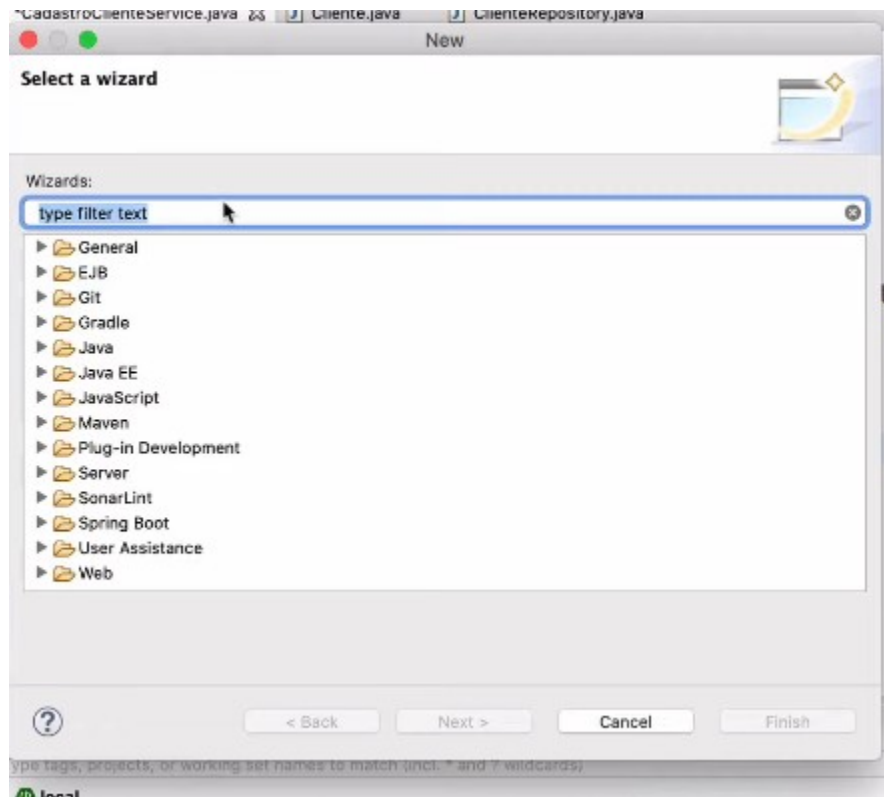 *CadastroClienteService.java Cliente.java ClienteRepository.java
New
Select a wizard
Wizards:
type filter text
General
EJB
Git
Gradle
Java
Java EE
JavaScript
Maven
Plug-in Development
Server
SonarLint
Spring Boot
User Assistance
Web
? < Back Next > Cancel Finish
ype tags, projects, or working set names to match (incl. * and ? wildcards)
local